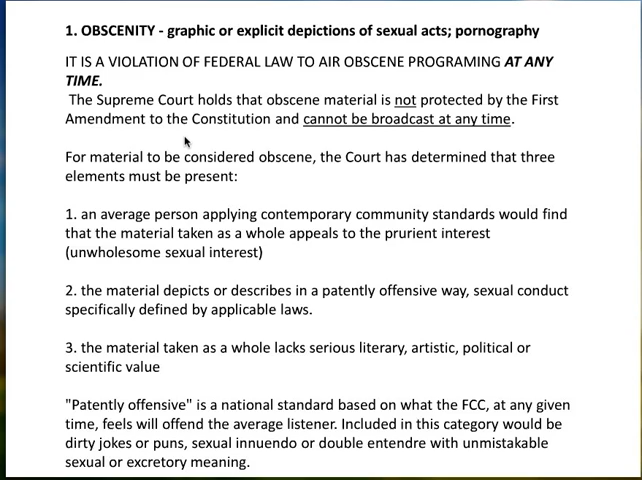 1. OBSCENITY - graphic or explicit depictions of sexual acts; pornography
IT IS A VIOLATION OF FEDERAL LAW TO AIR OBSCENE PROGRAMING AT ANY
TIME.
The Supreme Court holds that obscene material is not protected by the First
Amendment to the Constitution and cannot be broadcast at any time.
For material to be considered obscene, the Court has determined that three
elements must be present:
1. an average person applying contemporary community standards would find
that the material taken as a whole appeals to the prurient interest
(unwholesome sexual interest)
2. the material depicts or describes in a patently offensive way, sexual conduct
specifically defined by applicable laws.
3. the material taken as a whole lacks serious literary, artistic, political or
scientific value
"Patently offensive" is a national standard based on what the FCC, at any given
time, feels will offend the average listener. Included in this category would be
dirty jokes or puns, sexual innuendo or double entendre with unmistakable
sexual or excretory meaning.